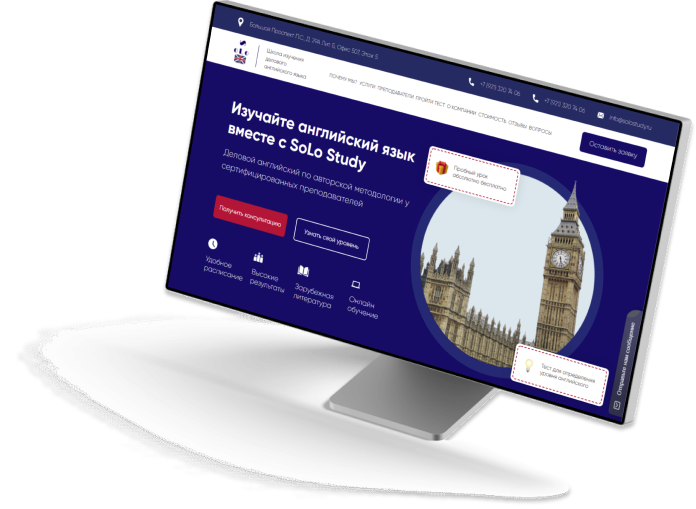 Большой Проспект П.С., Д. 29А Лит Б, Офис 507, Этаж 5
+7 (921) 320 74 06
+7 (921) 320 74 06
info@solostudy.ru
SOLO
Школа изучения
делового
английского языка
ПОЧЕМУ МЫ? УСЛУГИ ПРЕПОДАВАТЕЛИ ПРОЙТИ ТЕСТ О КОМПАНИИ СТОИМОСТЬ ОТЗЫВЫ ВОПРОСЫ
Оставить заявку
Изучайте английский язык
вместе с SoLo Study
Деловой английский по авторской методологии у
сертифицированных преподавателей
Получить консультацию
Узнать свой уровень
Удобное
расписание
Высокие
результаты
Зарубежная
литература
Онлайн
обучение
Пробный урок
абсолютно бесплатно
Тест для определения
уровня английского
Отправьте нам сообщение